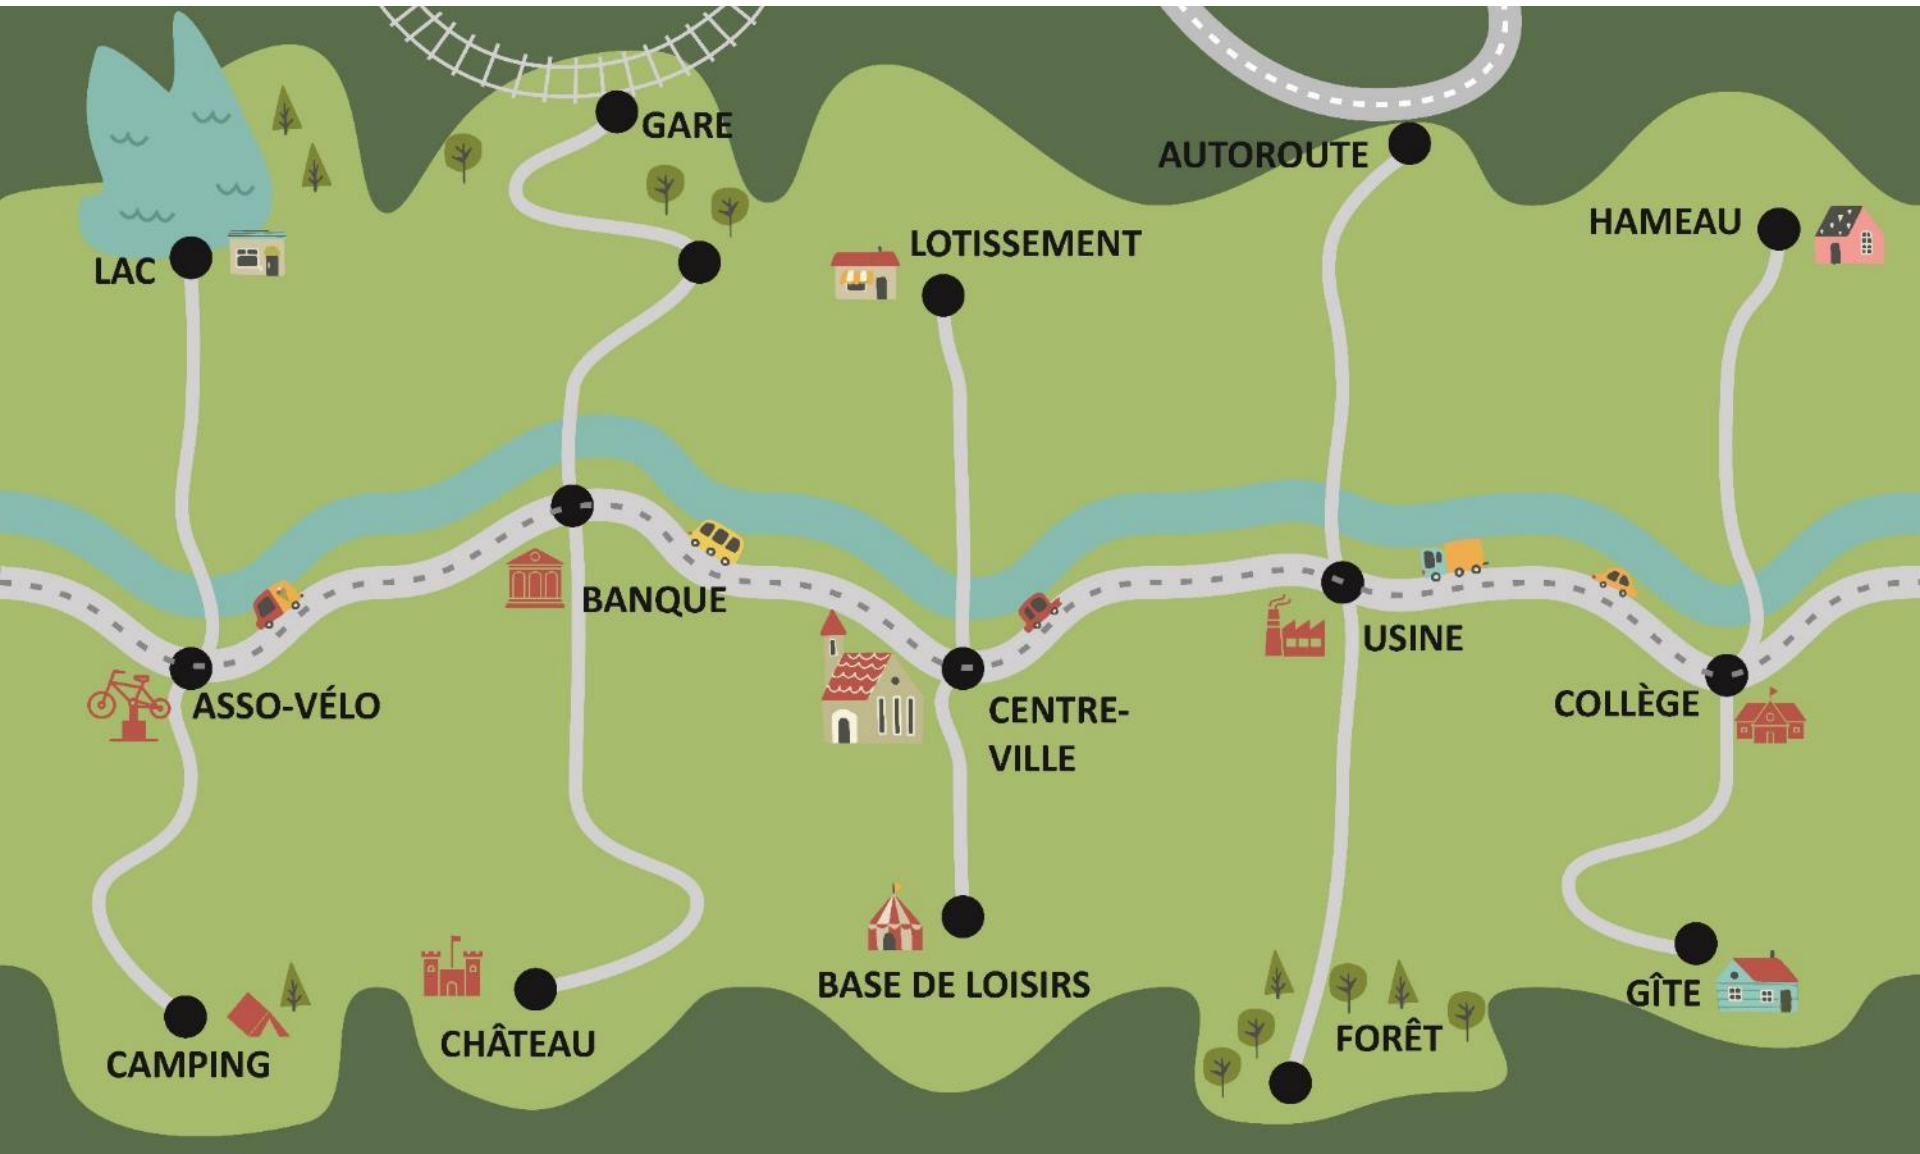 GARE
AUTOROUTE
HAMEAU
LOTISSEMENT
LAC
BANQUE
USINE
ASSO-VÉLO
CENTRE-
VILLE
COLLÈGE
BASE DE LOISIRS
GÎTE
CHÂTEAU
FORÊT
CAMPING